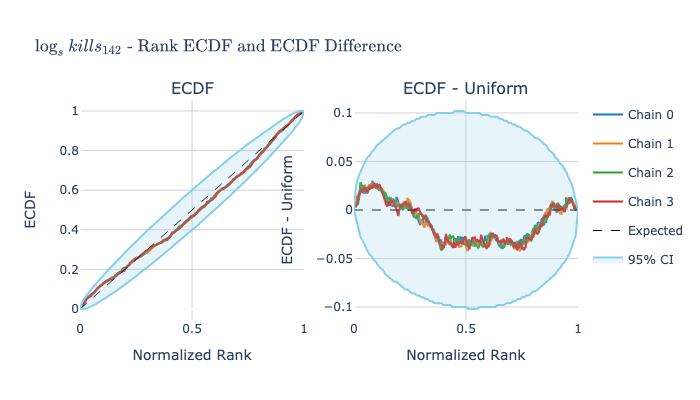 log_s kills_142 - Rank ECDF and ECDF Difference
ECDF
ECDF - Uniform
ECDF
1
0.8
0.6
0.4
0.2
0
0
0.5
1
Normalized Rank
ECDF - Uniform
0.1
0.05
0
−0.05
−0.1
0
0.5
1
Normalized Rank
Chain 0
Chain 1
Chain 2
Chain 3
Expected
95% CI